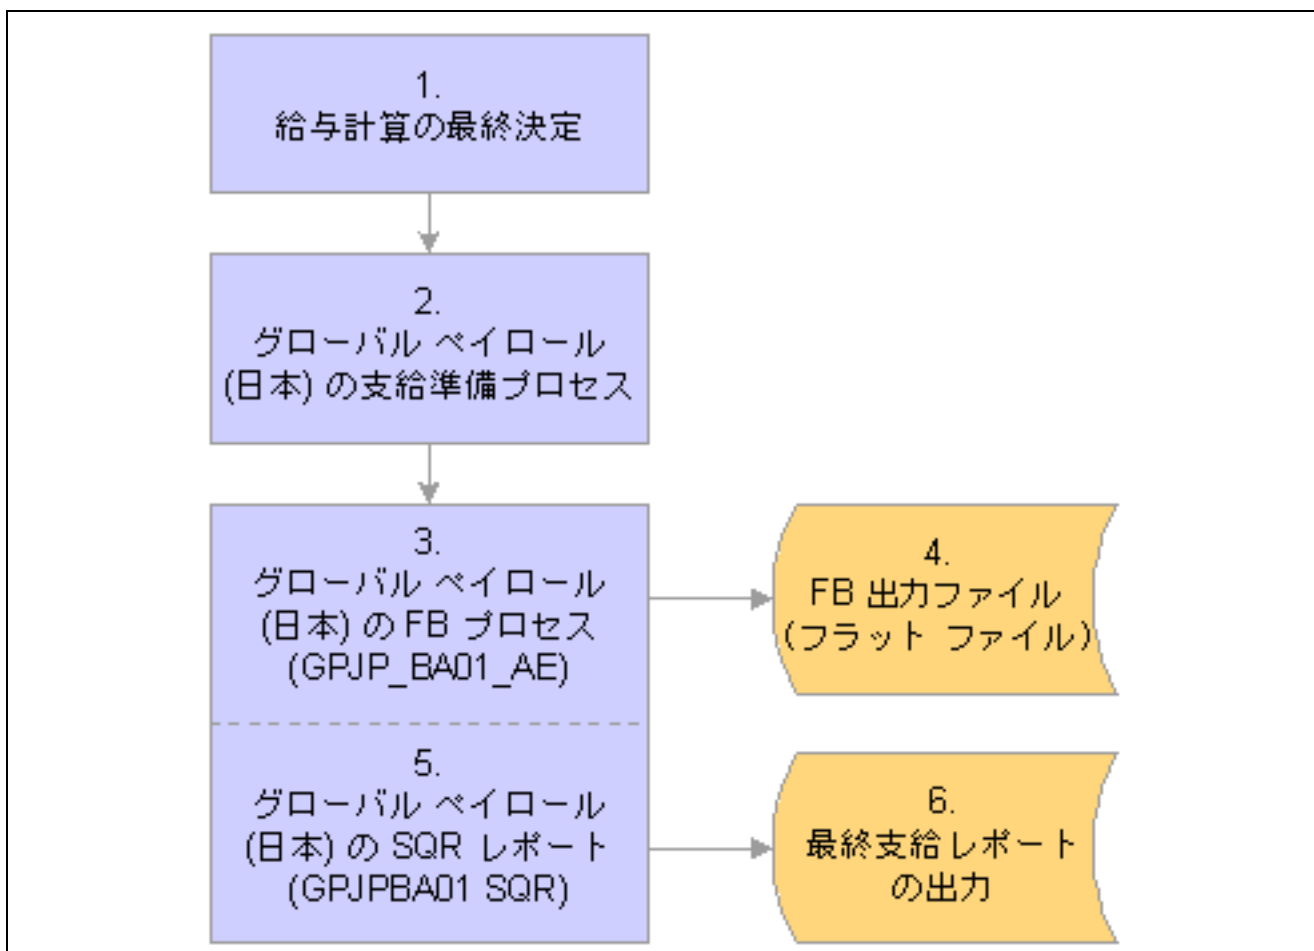 1.
給与計算の最終決定
2.
グローバル ペイロール
(日本) の支給準備プロセス
3.
グローバル ペイロール
(日本) の FB プロセス
(GPJP_BA01_AE)
4.
FB 出力ファイル
(フラット ファイル)
5.
グローバル ペイロール
(日本) の SQR レポート
(GPJPBA01 SQR)
6.
最終支給レポート
の出力